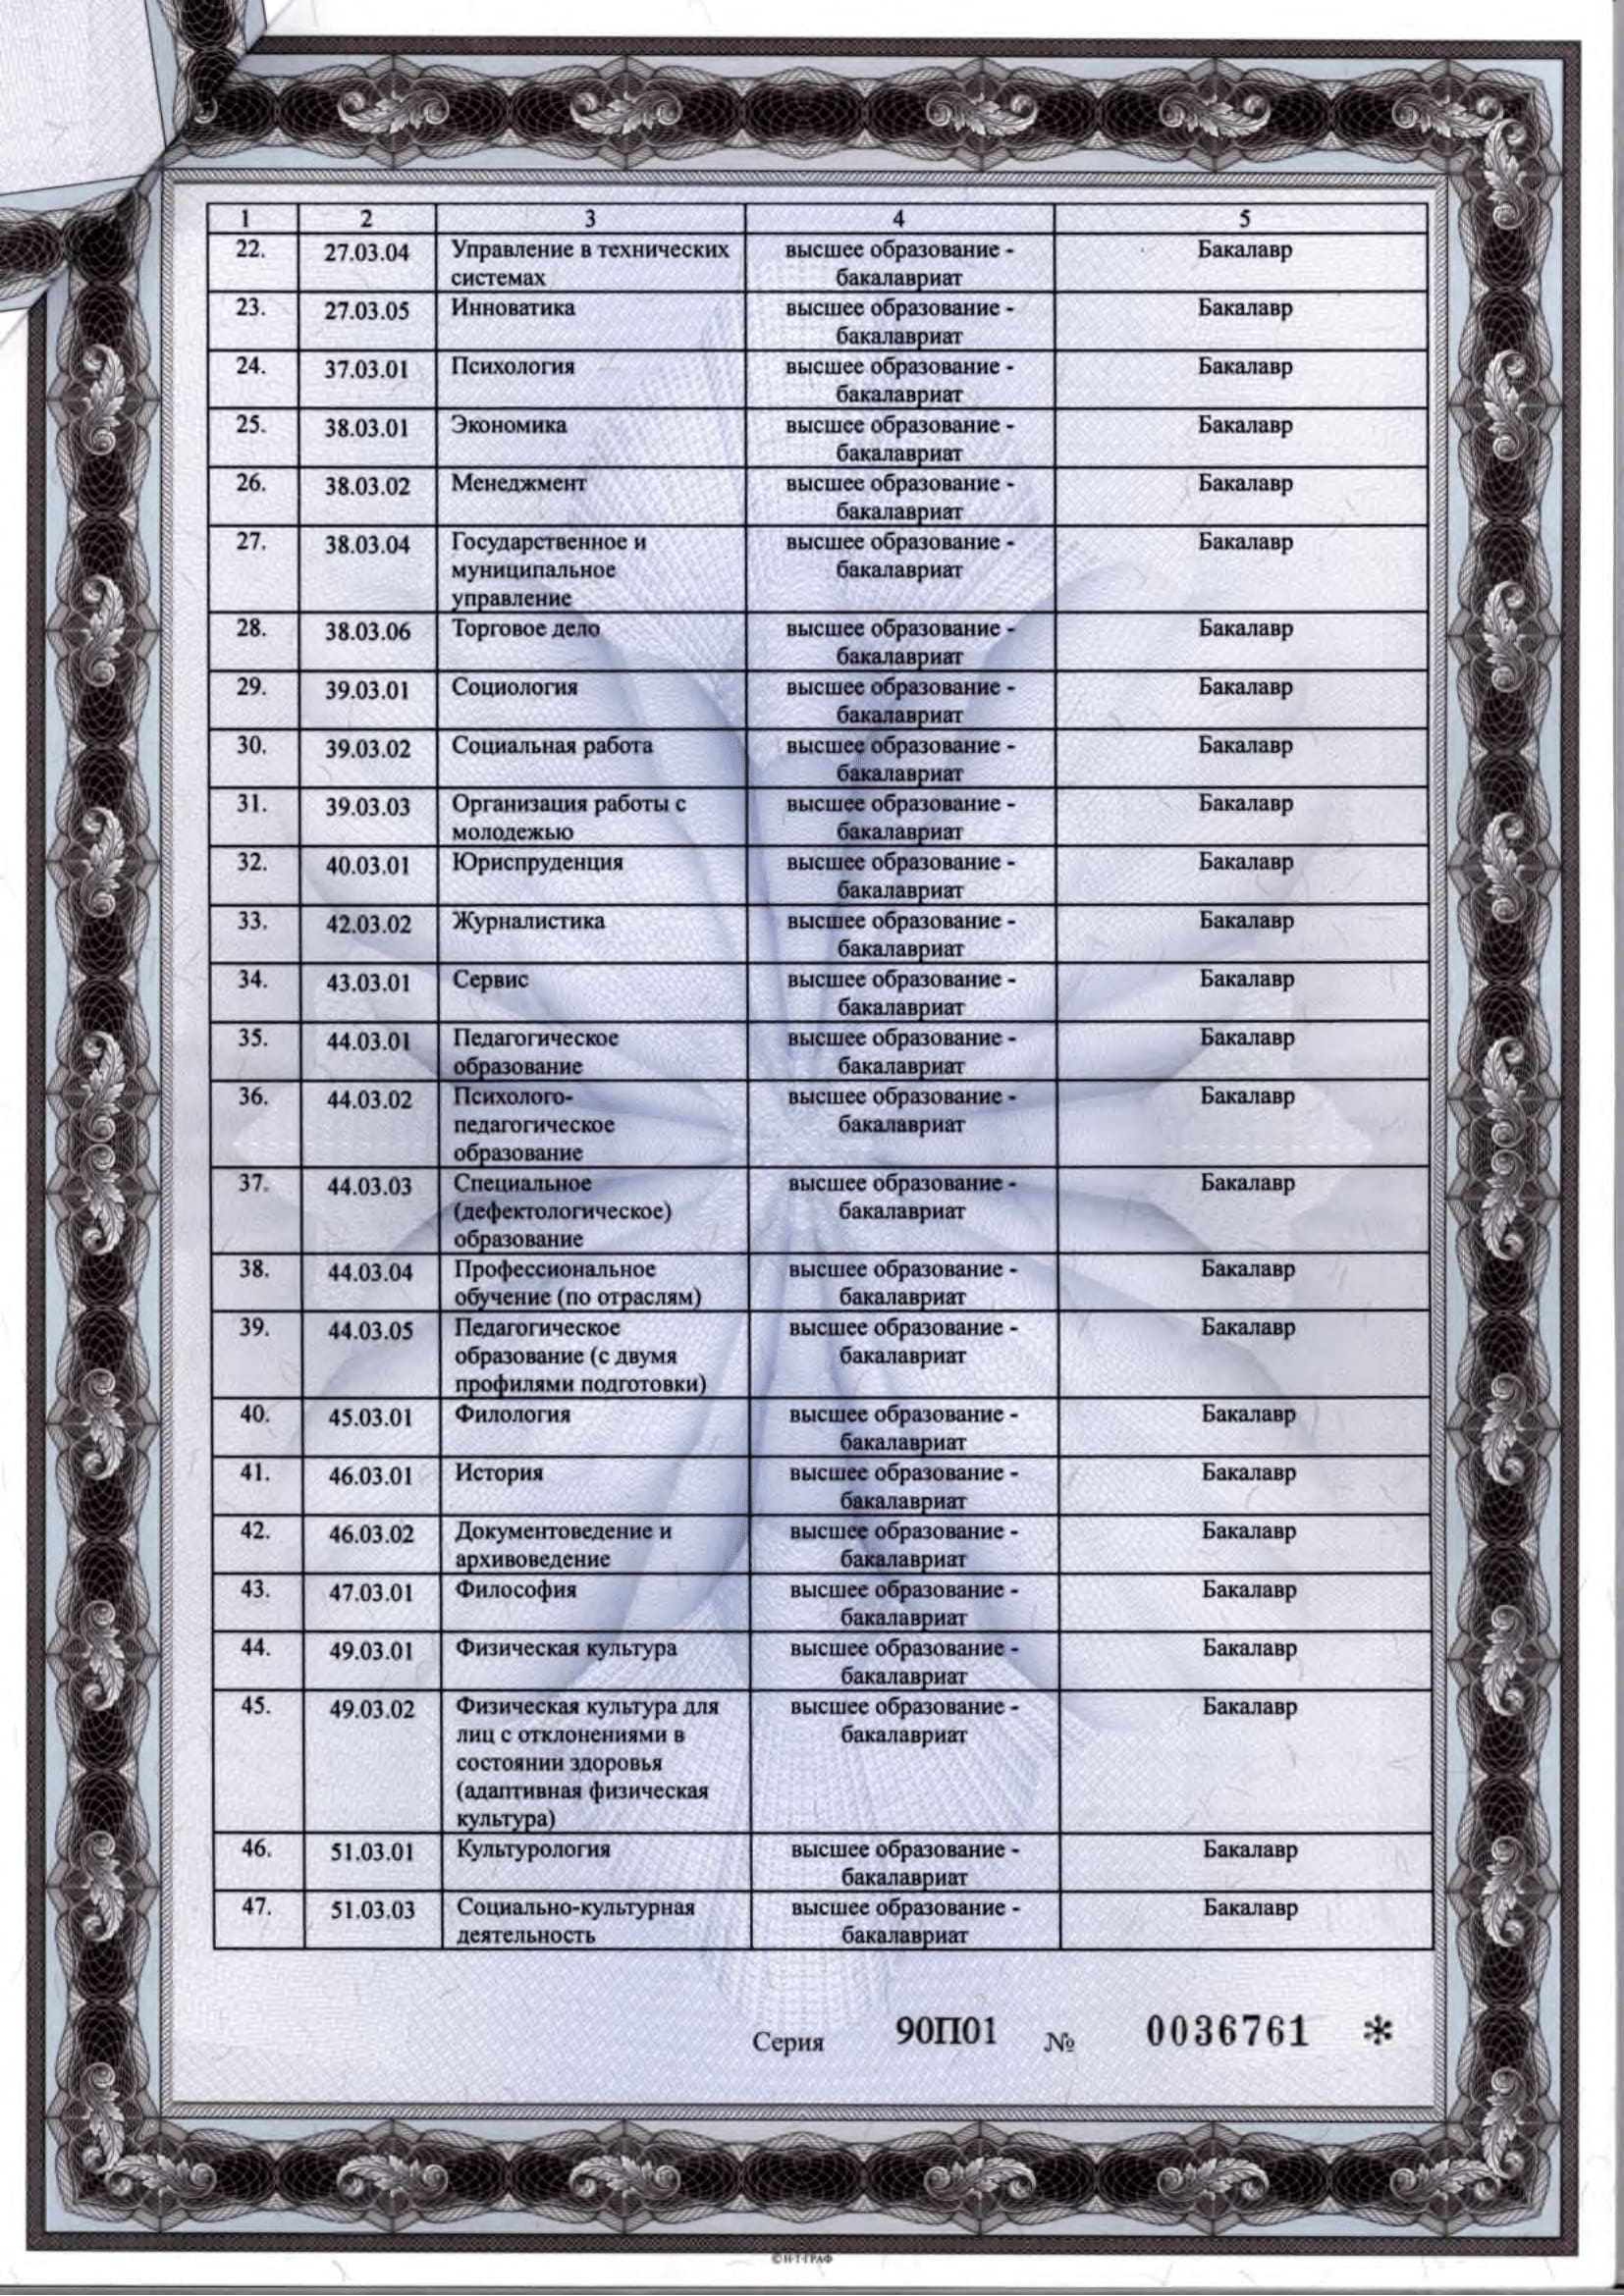 1 2 3 4 5
22. 27.03.04 Управление в технических высшее образование - Бакалавр
системах бакалавриат
23. 27.03.05 Инноватика высшее образование - Бакалавр
бакалавриат
24. 37.03.01 Психология высшее образование - Бакалавр
бакалавриат
25. 38.03.01 Экономика высшее образование - Бакалавр
бакалавриат
26. 38.03.02 Менеджмент высшее образование - Бакалавр
бакалавриат
27. 38.03.04 Государственное и высшее образование - Бакалавр
муниципальное бакалавриат
управление
28. 38.03.06 Торговое дело высшее образование - Бакалавр
бакалавриат
29. 39.03.01 Социология высшее образование - Бакалавр
бакалавриат
30. 39.03.02 Социальная работа высшее образование - Бакалавр
бакалавриат
31. 39.03.03 Организация работы с высшее образование - Бакалавр
молодежью бакалавриат
32. 40.03.01 Юриспруденция высшее образование - Бакалавр
бакалавриат
33. 42.03.02 Журналистика высшее образование - Бакалавр
бакалавриат
34. 43.03.01 Сервис высшее образование - Бакалавр
бакалавриат
35. 44.03.01 Педагогическое высшее образование - Бакалавр
образование бакалавриат
36. 44.03.02 Психолого- высшее образование - Бакалавр
педагогическое бакалавриат
образование
37. 44.03.03 Специальное высшее образование - Бакалавр
(дефектологическое) бакалавриат
образование
38. 44.03.04 Профессиональное высшее образование - Бакалавр
обучение (по отраслям) бакалавриат
39. 44.03.05 Педагогическое высшее образование - Бакалавр
образование (с двумя бакалавриат
профилями подготовки)
40. 45.03.01 Филология высшее образование - Бакалавр
бакалавриат
41. 46.03.01 История высшее образование - Бакалавр
бакалавриат
42. 46.03.02 Документоведение и высшее образование - Бакалавр
архивоведение бакалавриат
43. 47.03.01 Философия высшее образование - Бакалавр
бакалавриат
44. 49.03.01 Физическая культура высшее образование - Бакалавр
бакалавриат
45. 49.03.02 Физическая культура для высшее образование - Бакалавр
лиц с отклонениями в бакалавриат
состоянии здоровья
(адаптивная физическая
культура)
46. 51.03.01 Культурология высшее образование - Бакалавр
бакалавриат
47. 51.03.03 Социально-культурная высшее образование - Бакалавр
деятельность бакалавриат
Серия 90П01 № 0036761 *
© Н-Т-ГРАФ